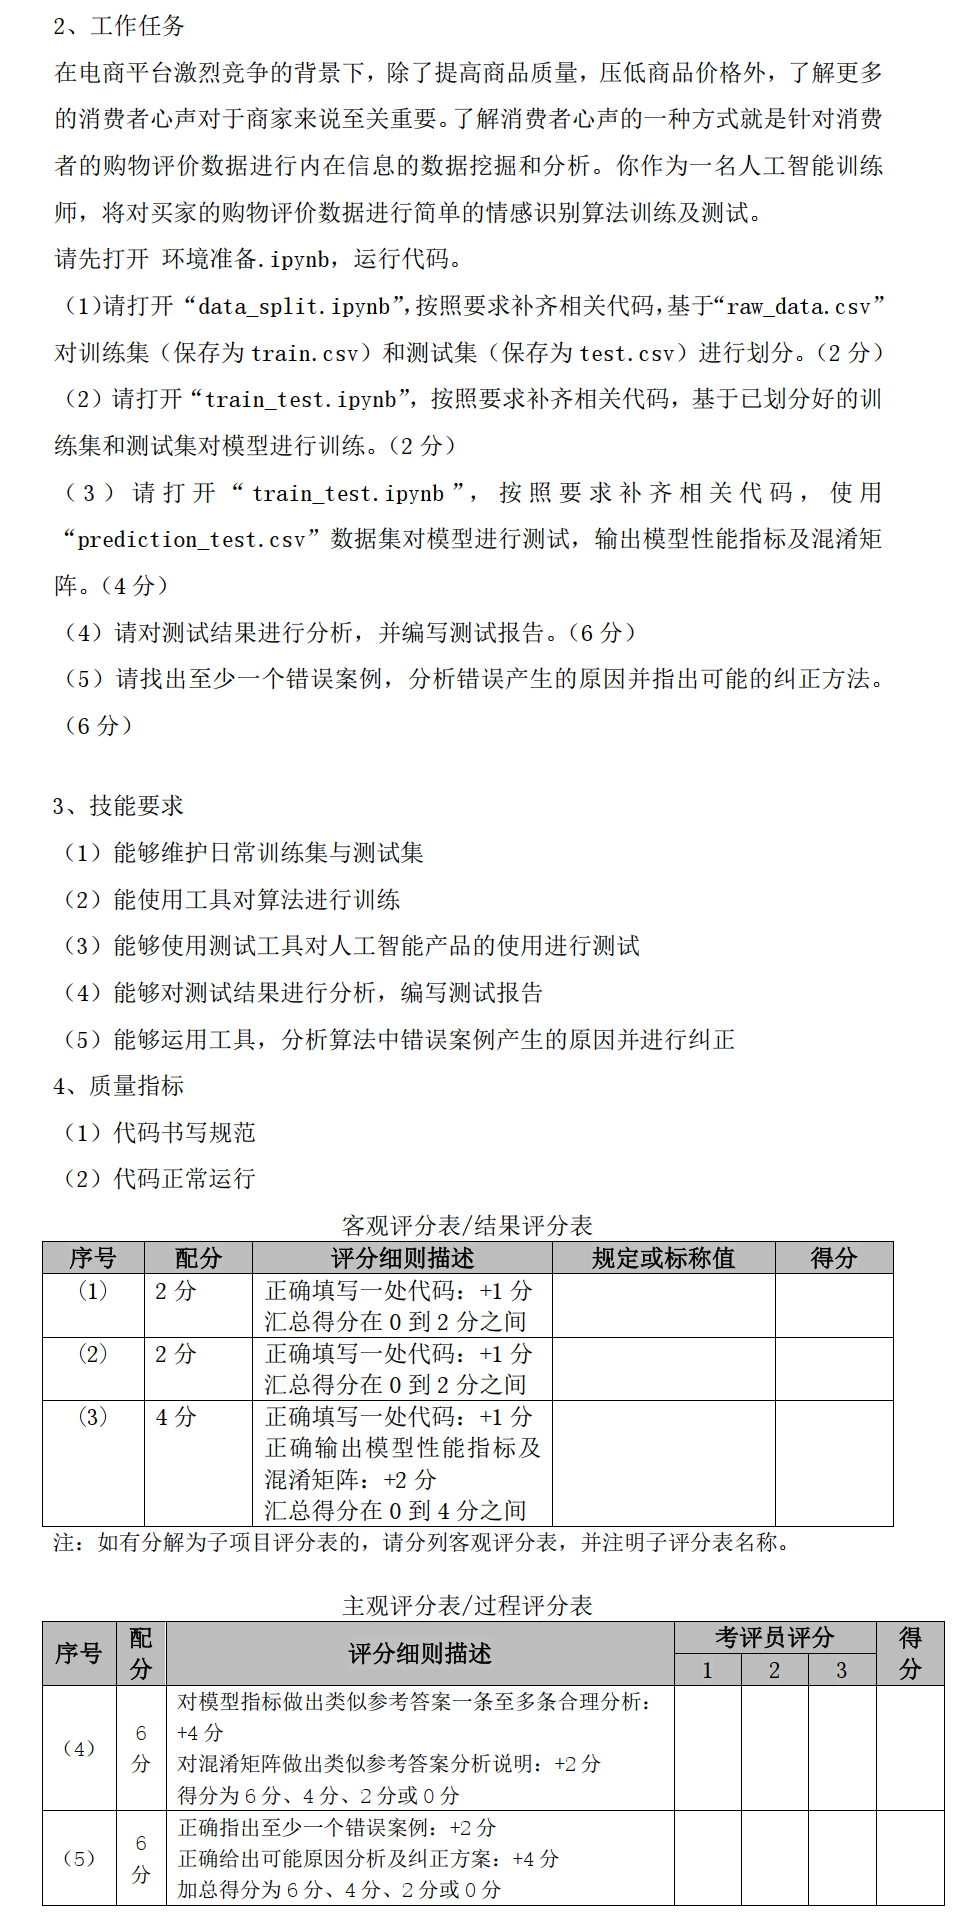 2、工作任务
在电商平台激烈竞争的背景下，除了提高商品质量，压低商品价格外，了解更多
的消费者心声对于商家来说至关重要。了解消费者心声的一种方式就是针对消费
者的购物评价数据进行内在信息的数据挖掘和分析。你作为一名人工智能训练
师，将对买家的购物评价数据进行简单的情感识别算法训练及测试。
请先打开 环境准备.ipynb，运行代码。
（1）请打开“data_split.ipynb”，按照要求补齐相关代码，基于“raw_data.csv”
对训练集（保存为 train.csv）和测试集（保存为 test.csv）进行划分。（2 分）
（2）请打开“train_test.ipynb”，按照要求补齐相关代码，基于已划分好的训
练集和测试集对模型进行训练。（2 分）
（3）请打开“train_test.ipynb”，按照要求补齐相关代码，使用
“prediction_test.csv”数据集对模型进行测试，输出模型性能指标及混淆矩
阵。（4 分）
（4）请对测试结果进行分析，并编写测试报告。（6 分）
（5）请找出至少一个错误案例，分析错误产生的原因并指出可能的纠正方法。
（6 分）
3、技能要求
（1）能够维护日常训练集与测试集
（2）能使用工具对算法进行训练
（3）能够使用测试工具对人工智能产品的使用进行测试
（4）能够对测试结果进行分析，编写测试报告
（5）能够运用工具，分析算法中错误案例产生的原因并进行纠正
4、质量指标
（1）代码书写规范
（2）代码正常运行
客观评分表/结果评分表
序号 配分 评分细则描述 规定或标称值 得分
（1） 2 分 正确填写一处代码：+1 分
汇总得分在 0 到 2 分之间
（2） 2 分 正确填写一处代码：+1 分
汇总得分在 0 到 2 分之间
（3） 4 分 正确填写一处代码：+1 分
正确输出模型性能指标及
混淆矩阵：+2 分
汇总得分在 0 到 4 分之间
注：如有分解为子项目评分表的，请分列客观评分表，并注明子评分表名称。
主观评分表/过程评分表
序号 配分 评分细则描述 考评员评分 得分
1 2 3
（4） 6分 对模型指标做出类似参考答案一条至多条合理分析：
+4 分
对混淆矩阵做出类似参考答案分析说明：+2 分
得分为 6 分、4 分、2 分或 0 分
（5） 6分 正确指出至少一个错误案例：+2 分
正确给出可能原因分析及纠正方案：+4 分
加总得分为 6 分、4 分、2 分或 0 分